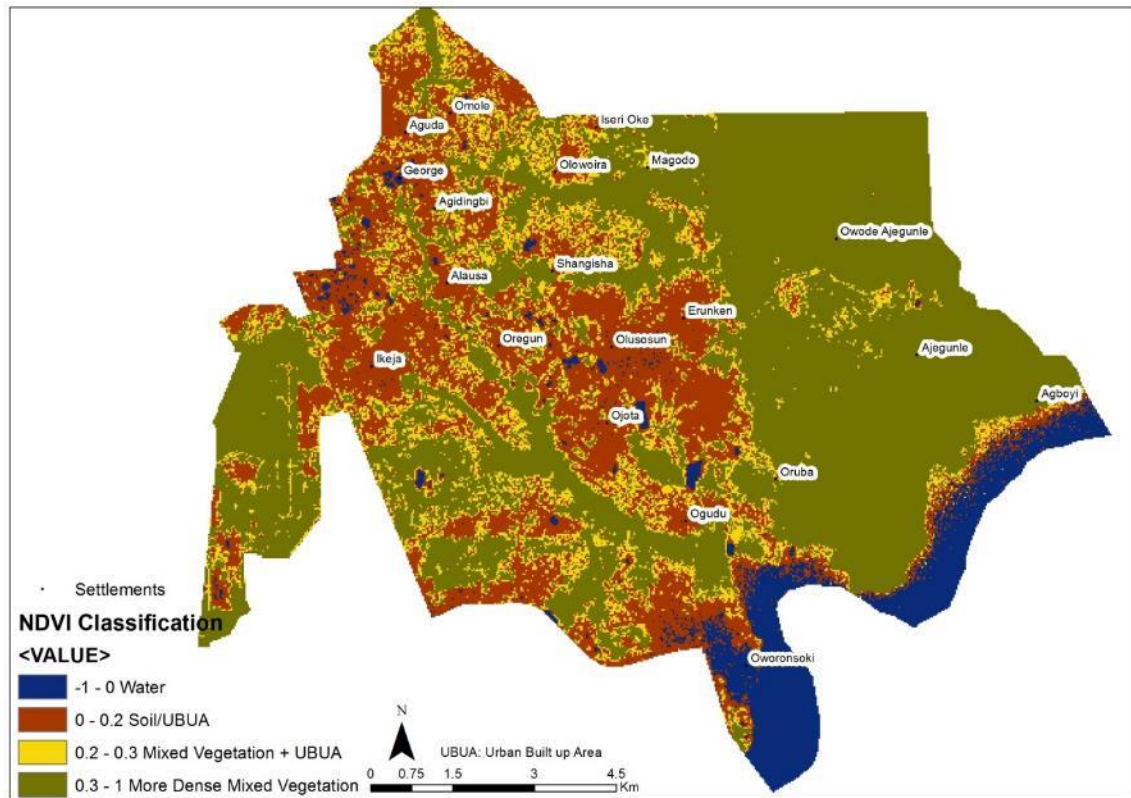 Omole
Iseri Oke
Aguda
Olowoira
Magodo
George
Agidingbi
Owode Ajegunle
Shangisha
Alausa
Erunken
Oregun
Olusosun
Ajegunle
Ikeja
Agboyi
Ojota
Oruba
Ogudu
Oworonsoki
Settlements
NDVI Classification
<VALUE>
-1 - 0 Water
0 - 0.2 Soil/UBUA
0.2 - 0.3 Mixed Vegetation + UBUA
0.3 - 1 More Dense Mixed Vegetation
N
UBUA: Urban Built up Area
0 0.75 1.5 3 4.5
Km